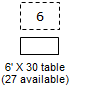 6
6' X 30 table
(27 available)